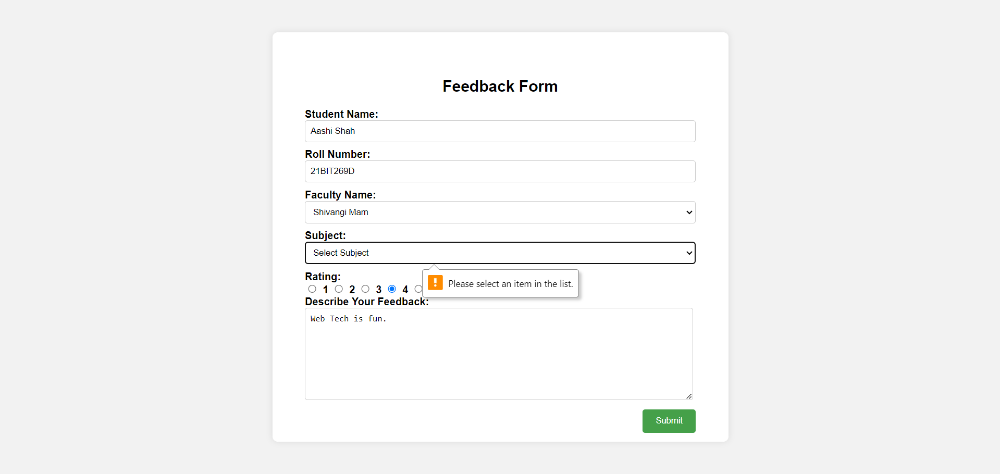 Feedback Form
Student Name:
Aashi Shah
Roll Number:
21BIT269D
Faculty Name:
Shivangi Mam
Subject:
Select Subject
Please select an item in the list.
Rating:
1 2 3 4
Describe Your Feedback:
Web Tech is fun.
Submit